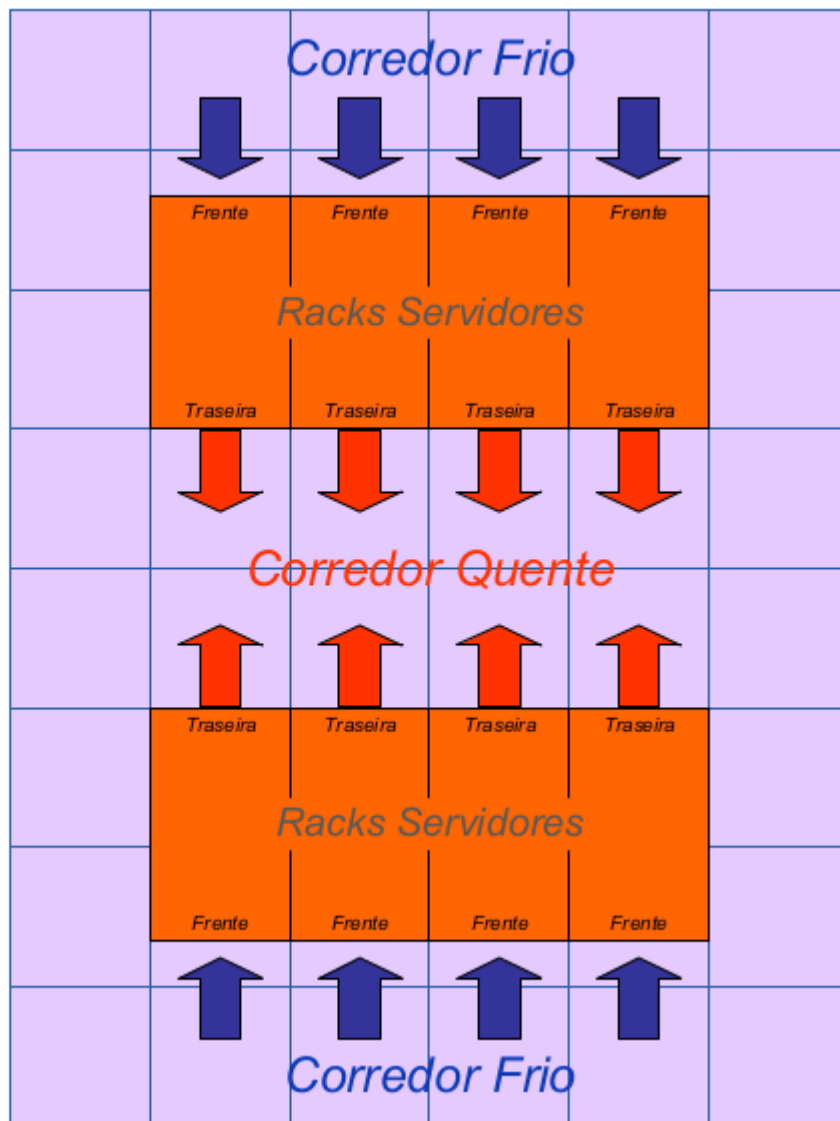 Corredor Frio
Frente Frente Frente Frente
Racks Servidores
Traseira Traseira Traseira Traseira
Corredor Quente
Traseira Traseira Traseira Traseira
Racks Servidores
Frente Frente Frente Frente
Corredor Frio